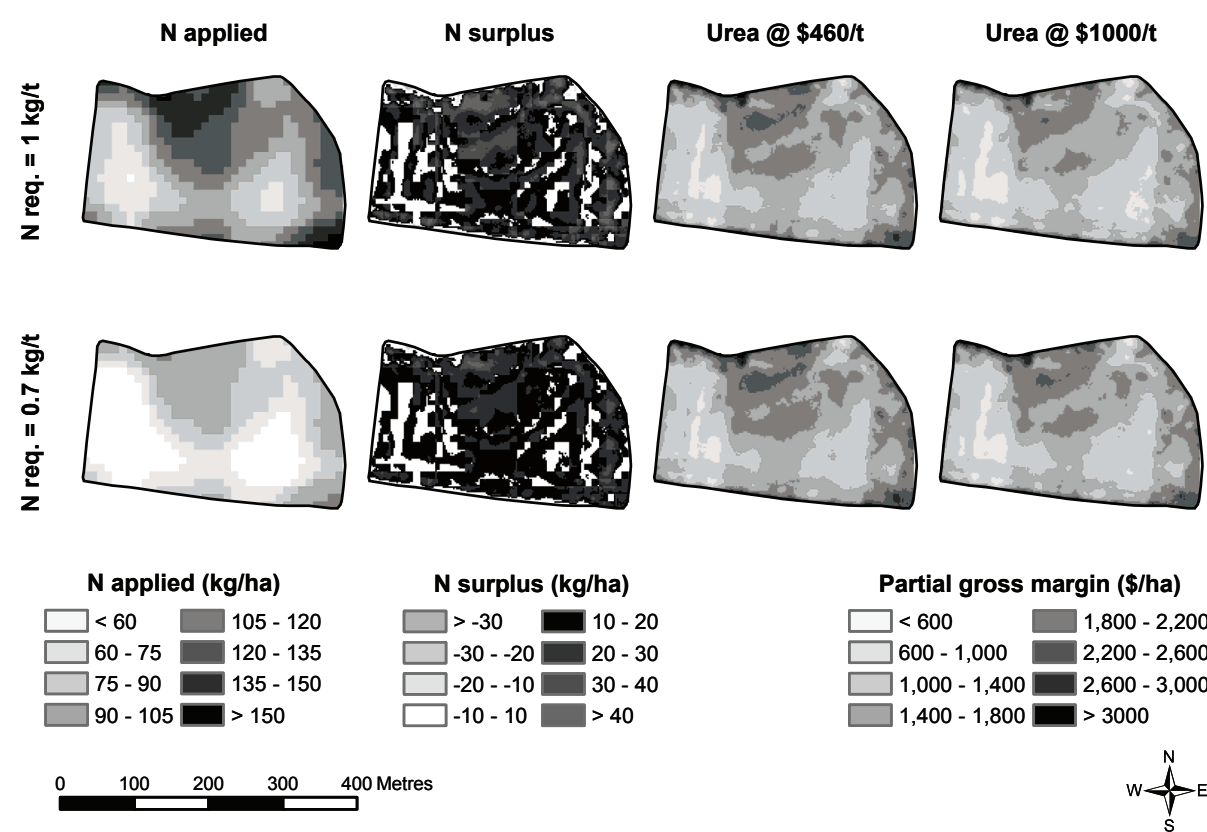 N applied N surplus Urea @ $460/t Urea @ $1000/t
N req. = 1 kg/t
N req. = 0.7 kg/t
N applied (kg/ha) N surplus (kg/ha) Partial gross margin ($/ha)
< 60 105 - 120 > -30 10 - 20 < 600 1,800 - 2,200
60 - 75 120 - 135 -30 - -20 20 - 30 600 - 1,000 2,200 - 2,600
75 - 90 135 - 150 -20 - -10 30 - 40 1,000 - 1,400 2,600 - 3,000
90 - 105 > 150 -10 - 10 > 40 1,400 - 1,800 > 3000
0 100 200 300 400 Metres
N
W E
S